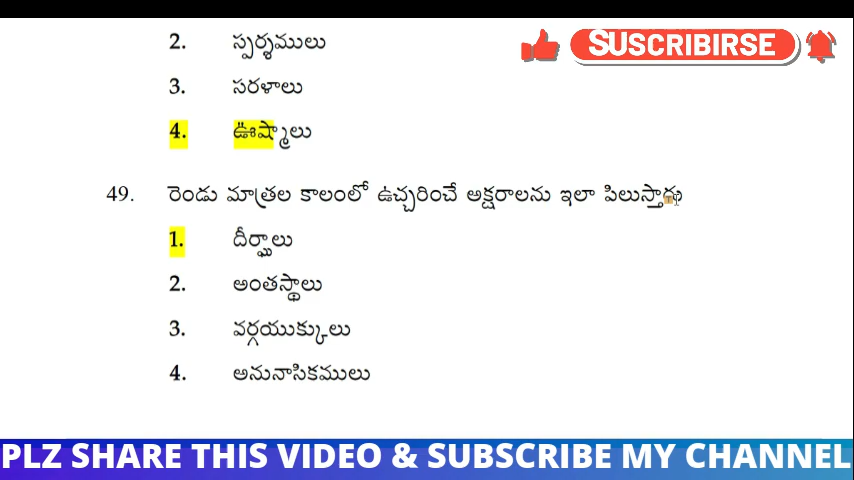 2. స్పర్శములు
SUSCRIBIRSE
3. సరళాలు
4. ఊష్మాలు
49. రెండు మాత్రల కాలంలో ఉచ్చరించే అక్షరాలను ఇలా పిలుస్తారు
1. దీర్ఘాలు
2. అంతస్థాలు
3. వర్గయుక్కులు
4. అనునాసికములు
PLZ SHARE THIS VIDEO & SUBSCRIBE MY CHANNEL